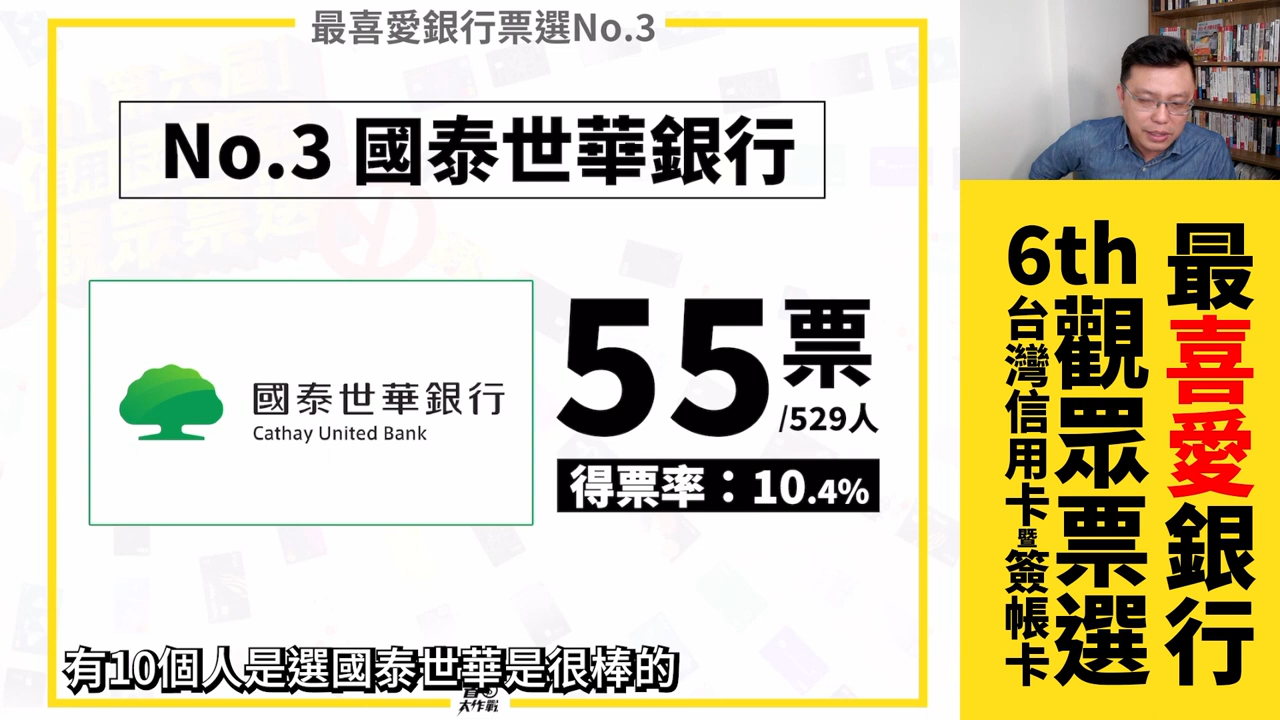 最喜愛銀行票選No.3
No.3 國泰世華銀行
國泰世華銀行
Cathay United Bank
55票
/529人
得票率：10.4%
有10個人是選國泰世華是很棒的
大作戰
最喜愛銀行
6th觀眾票選
台灣信用卡暨簽帳卡